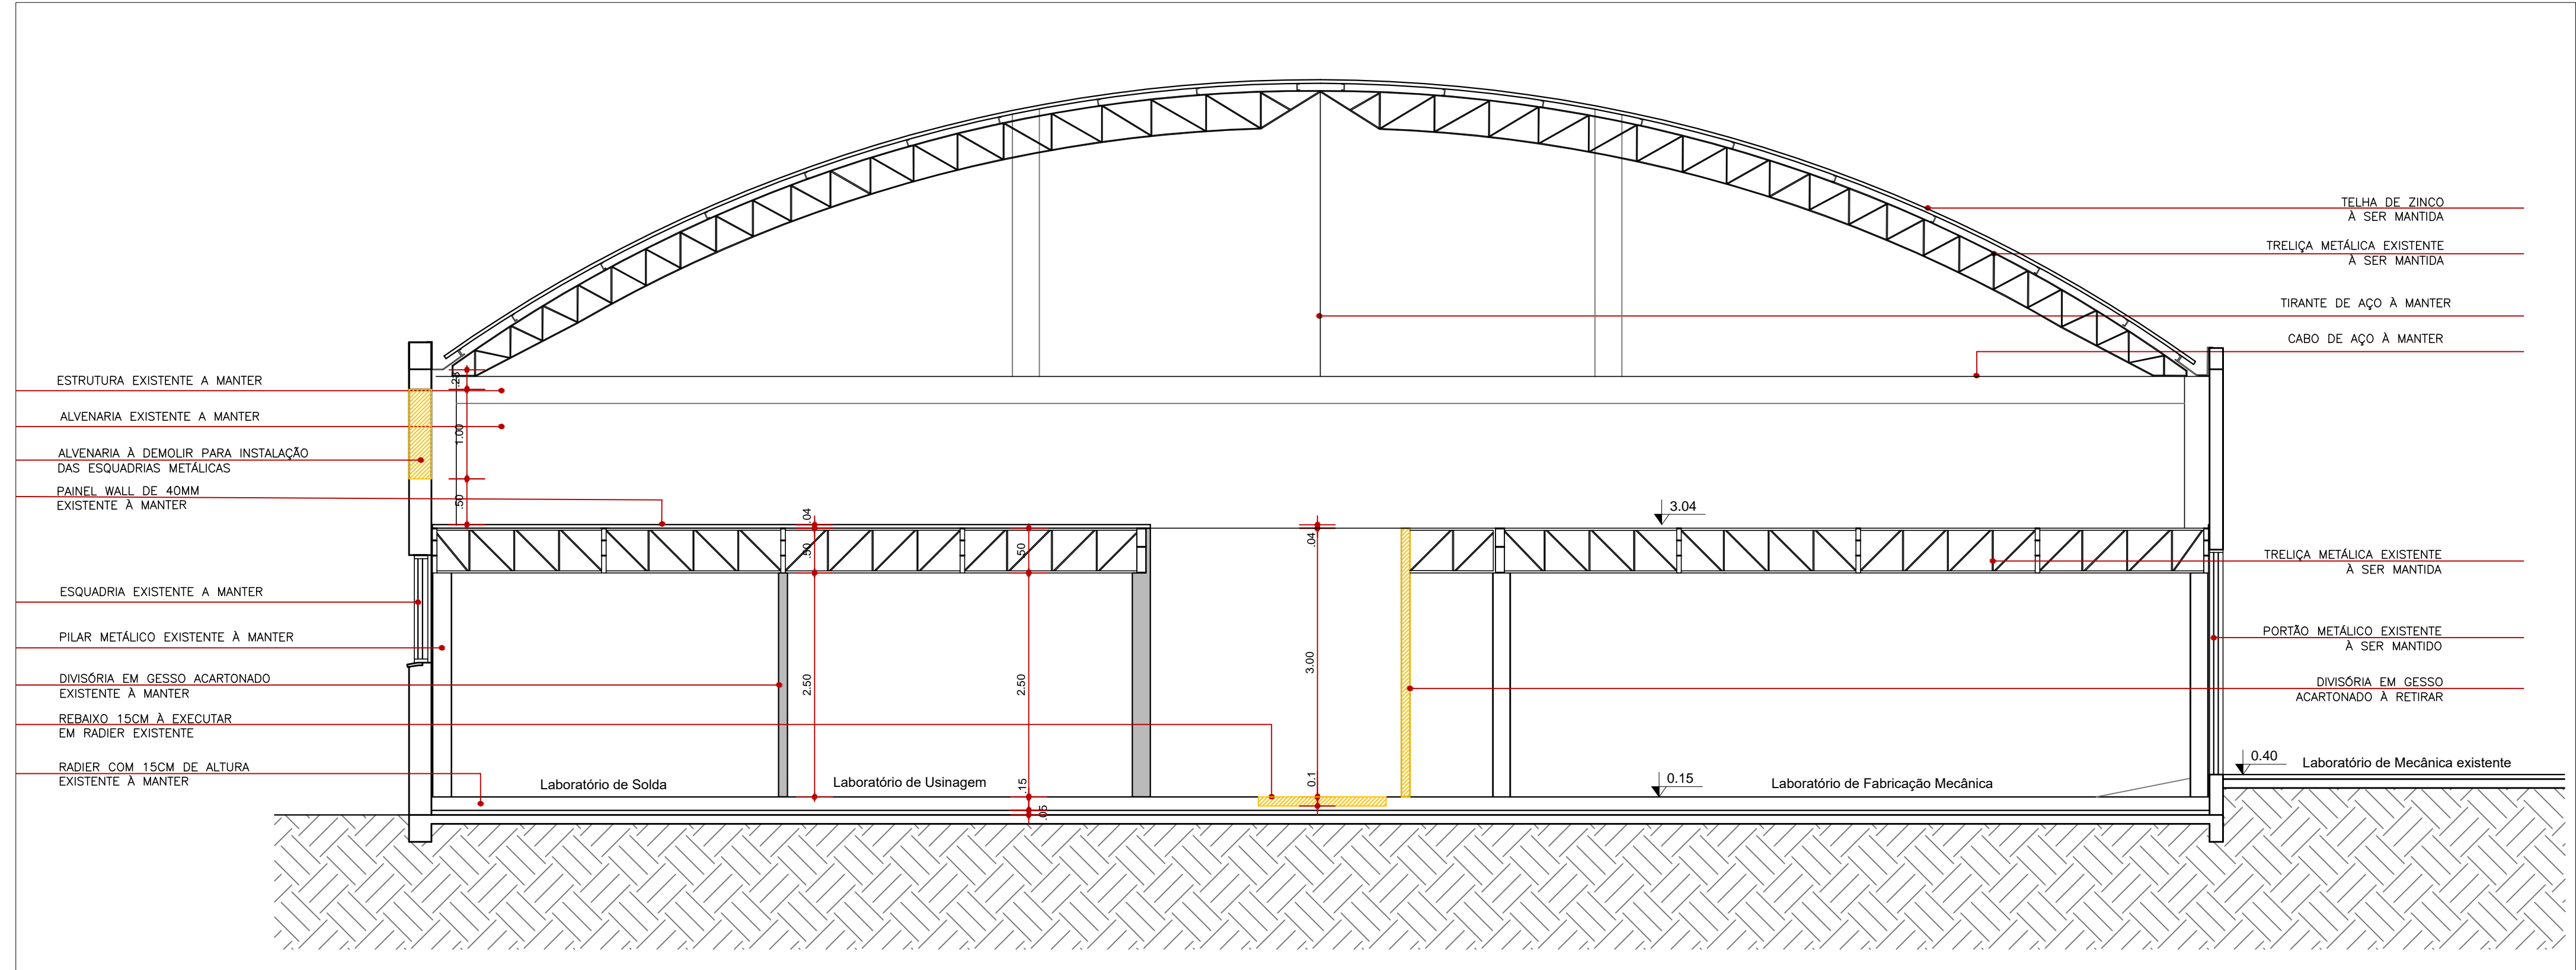 TELHA DE ZINCO
À SER MANTIDA
TRELIÇA METÁLICA EXISTENTE
À SER MANTIDA
TIRANTE DE AÇO À MANTER
CABO DE AÇO À MANTER
ESTRUTURA EXISTENTE A MANTER
ALVENARIA EXISTENTE A MANTER
ALVENARIA À DEMOLIR PARA INSTALAÇÃO
DAS ESQUADRIAS METÁLICAS
PAINEL WALL DE 40MM
EXISTENTE À MANTER
ESQUADRIA EXISTENTE A MANTER
PILAR METÁLICO EXISTENTE À MANTER
DIVISÓRIA EM GESSO ACARTONADO
EXISTENTE À MANTER
REBAIXO 15CM À EXECUTAR
EM RADIER EXISTENTE
RADIER COM 15CM DE ALTURA
EXISTENTE À MANTER
1.00
.50
.04
.50
2.50
.50
2.50
.15
.05
.04
3.00
0.1
3.04
0.15
0.40
Laboratório de Solda
Laboratório de Usinagem
Laboratório de Fabricação Mecânica
Laboratório de Mecânica existente
TRELIÇA METÁLICA EXISTENTE
À SER MANTIDA
PORTÃO METÁLICO EXISTENTE
À SER MANTIDO
DIVISÓRIA EM GESSO
ACARTONADO À RETIRAR